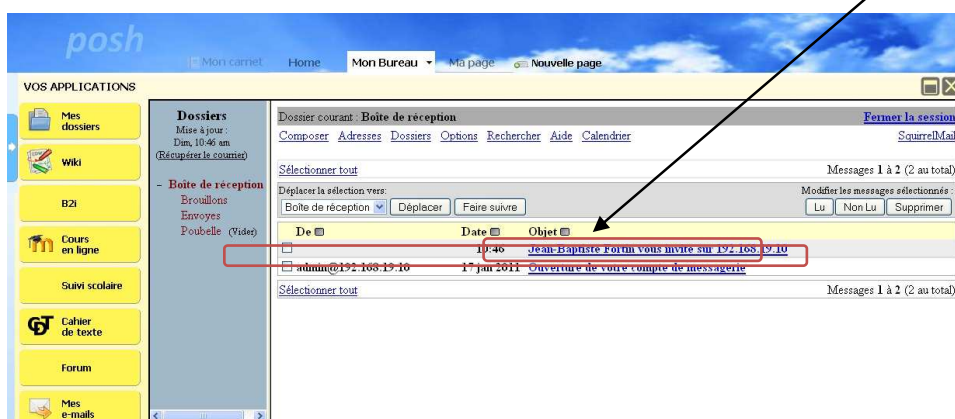 posh
Mon carnet Home Mon Bureau Ma page Nouvelle page
VOS APPLICATIONS
Mes
dossiers
Wiki
B2i
Cours
en ligne
Suivi scolaire
Cahier
de texte
Forum
Mes
e-mails
Dossiers
Mise à jour :
Dim, 10:46 am
(Récupérer le courrier)
– Boîte de réception
Brouillons
Envoyes
Poubelle (Vider)
Dossier courant : Boîte de réception Fermer la session
Composer Adresses Dossiers Options Rechercher Aide Calendrier SquirrelMail
Sélectionner tout Messages 1 à 2 (2 au total)
Déplacer la sélection vers: Modifier les messages sélectionnés :
Boîte de réception Déplacer Faire suivre Lu Non Lu Supprimer
De Date Objet
10:46 Jean-Baptiste Fortin vous invite sur 192.168.19.10
admin@192.168.19.10 17 jan 2011 Ouverture de votre compte de messagerie
Sélectionner tout Messages 1 à 2 (2 au total)